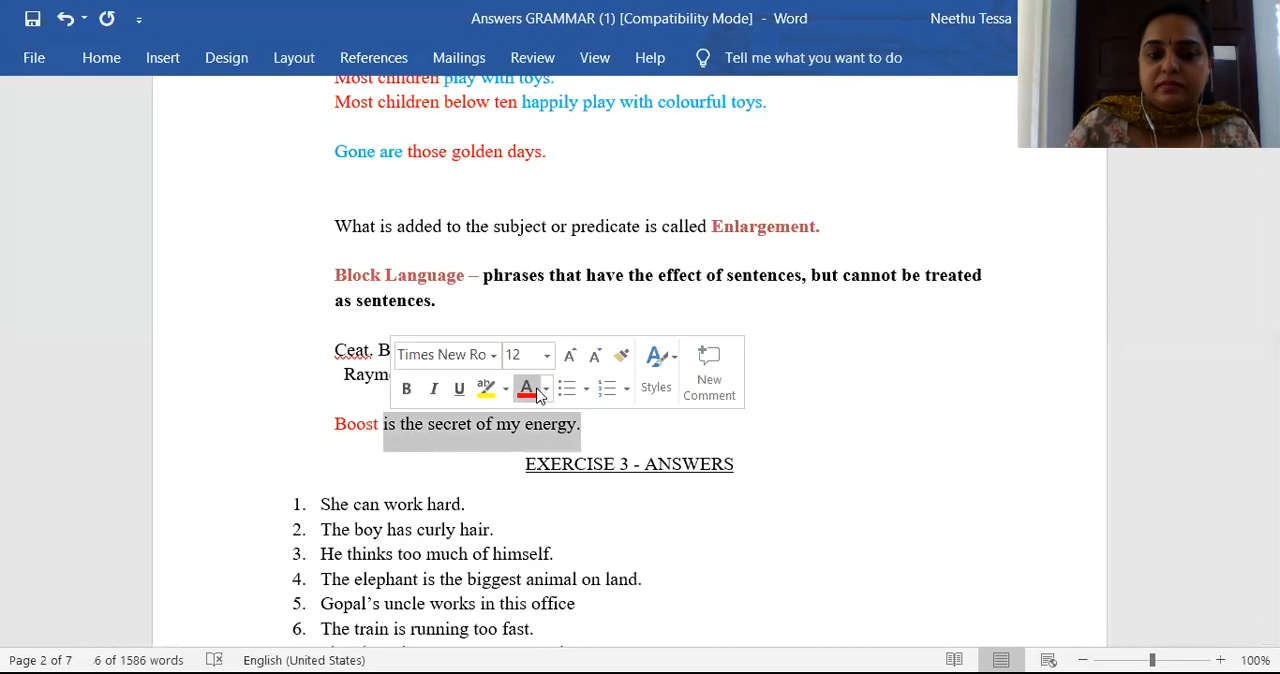 Answers GRAMMAR (1) [Compatibility Mode] - Word
Neethu Tessa
File Home Insert Design Layout References Mailings Review View Help Tell me what you want to do
Most children play with toys.
Most children below ten happily play with colourful toys.
Gone are those golden days.
What is added to the subject or predicate is called Enlargement.
Block Language – phrases that have the effect of sentences, but cannot be treated
as sentences.
Ceat. B
Raym
Times New Ro 12
Styles
New
Comment
Boost is the secret of my energy.
EXERCISE 3 - ANSWERS
1. She can work hard.
2. The boy has curly hair.
3. He thinks too much of himself.
4. The elephant is the biggest animal on land.
5. Gopal's uncle works in this office
6. The train is running too fast.
Page 2 of 7 6 of 1586 words English (United States) 100%